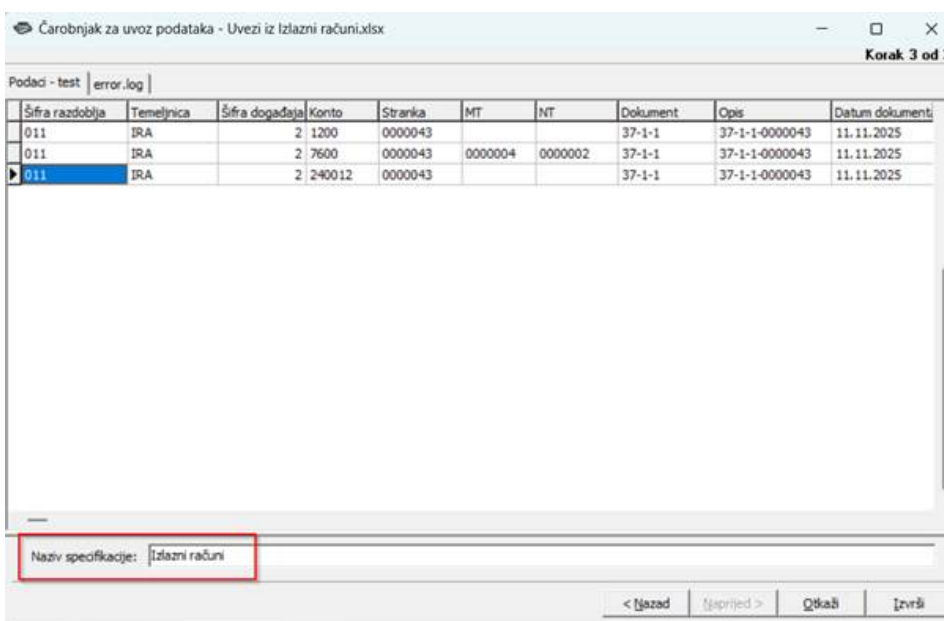 Čarobnjak za uvoz podataka - Uvezi iz Izlazni računi.xlsx
Korak 3 od
Podaci - test error.log
Šifra razdoblja Temeljnica Šifra događaja Konto Stranka MT NT Dokument Opis Datum dokumenta
011 IRA 2 1200 0000043 37-1-1 37-1-1-0000043 11.11.2025
011 IRA 2 7600 0000043 0000004 0000002 37-1-1 37-1-1-0000043 11.11.2025
011 IRA 2 240012 0000043 37-1-1 37-1-1-0000043 11.11.2025
Naziv specifikacije: Izlazni računi
< Nazad Naprijed > Otkaži Izvrši